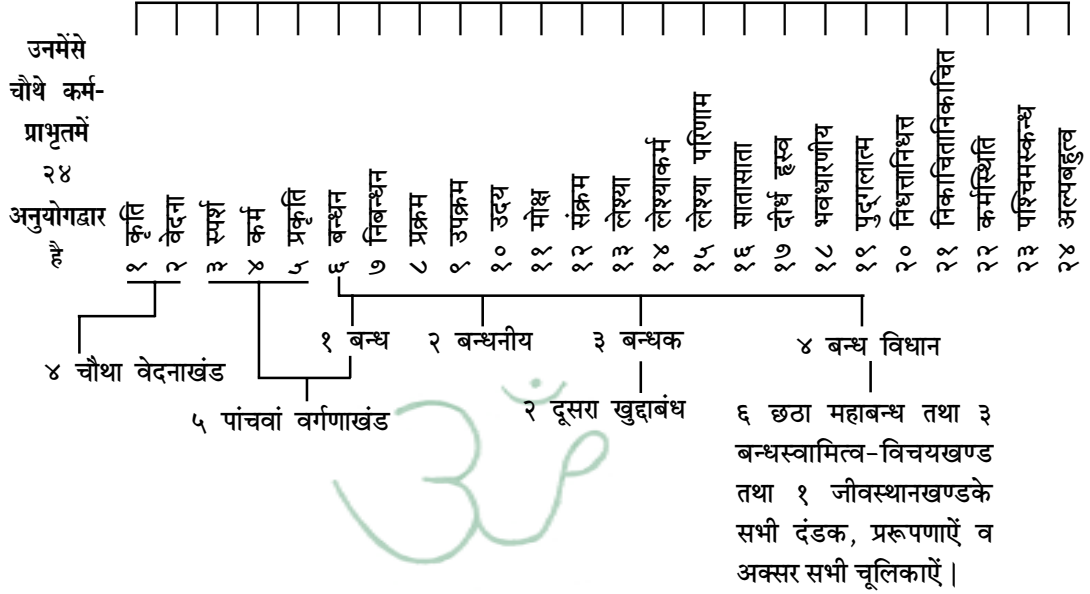 उनमेंसे
चौथे कर्म-
प्राभृतमें
२४
अनुयोगद्वार
है
१ कृति
२ वेदना
३ स्पर्श
४ कर्म
५ प्रकृति
६ बन्धन
७ निबन्धन
८ प्रक्रम
९ उपक्रम
१० उदय
११ मोक्ष
१२ संक्रम
१३ लेश्या
१४ लेश्याकर्म
१५ लेश्या परिणाम
१६ सातासाता
१७ दीर्घ हृस्व
१८ भवधारणीय
१९ पुद्गलात्म
२० निधत्तानिधत्त
२१ निकाचितानिकाचित
२२ कर्मस्थिति
२३ पश्चिमस्कन्ध
२४ अल्पबहुत्व
१ बन्ध २ बन्धनीय ३ बन्धक ४ बन्ध विधान
४ चौथा वेदनाखंड
५ पांचवां वर्गणाखंड
२ दूसरा खुद्दाबंध
६ छठा महाबन्ध तथा ३
बन्धस्वामित्व-विचयखण्ड
तथा १ जीवस्थानखण्डके
सभी दंडक, प्ररूपणाऐं व
अक्सर सभी चूलिकाऐं |
ॐ